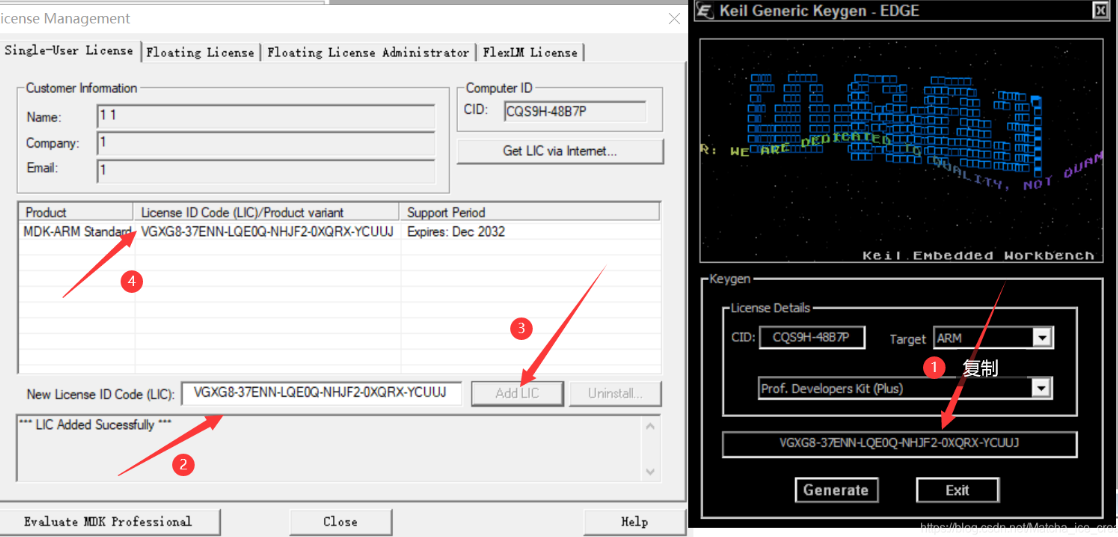 icense Management
Single-User License
Floating License
Floating License Administrator
FlexLM License
Customer Information
Name:
1 1
Company:
1
Email:
1
Computer ID
CID:
CQS9H-48B7P
Get LIC via Internet...
Product
License ID Code (LIC)/Product variant
Support Period
MDK-ARM Standard
VGXG8-37ENN-LQE0Q-NHJF2-0XQRX-YCUUJ
Expires: Dec 2032
4
3
New License ID Code (LIC):
VGXG8-37ENN-LQE0Q-NHJF2-0XQRX-YCUUJ
Add LIC
Uninstall...
*** LIC Added Sucessfully ***
2
Evaluate MDK Professional
Close
Help
Keil Generic Keygen - EDGE
R: WE ARE DEDICATED TO QUALITY, NOT QUAN
Keil Embedded Workbench
Keygen
License Details
CID:
CQS9H-48B7P
Target
ARM
1
复制
Prof. Developers Kit (Plus)
VGXG8-37ENN-LQE0Q-NHJF2-0XQRX-YCUUJ
Generate
Exit